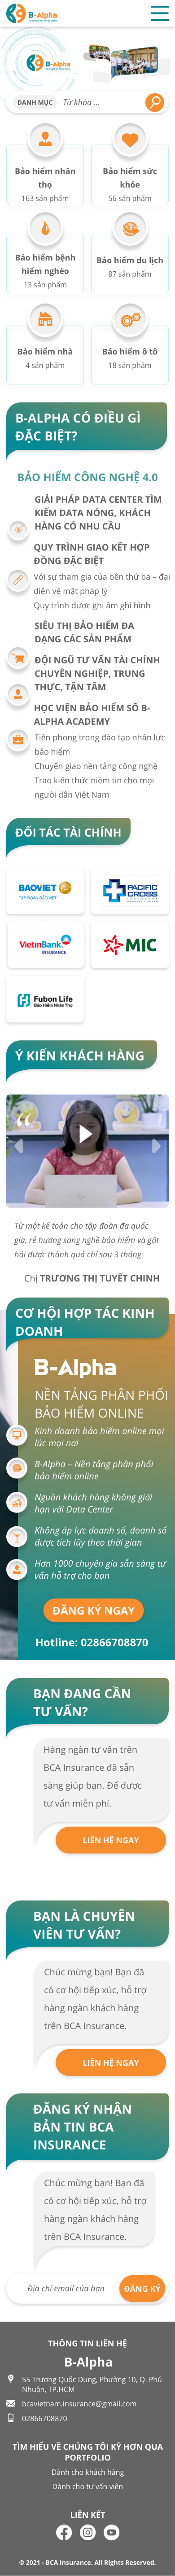 B-Alpha
B-Alpha
DANH MỤC
Từ khóa ...
Bảo hiểm nhân
thọ
163 sản phẩm
Bảo hiểm sức
khỏe
56 sản phẩm
Bảo hiểm bệnh
hiểm nghèo
13 sản phẩm
Bảo hiểm du lịch
87 sản phẩm
Bảo hiểm nhà
4 sản phẩm
Bảo hiểm ô tô
18 sản phẩm
B-ALPHA CÓ ĐIỀU GÌ
ĐẶC BIỆT?
BẢO HIỂM CÔNG NGHỆ 4.0
GIẢI PHÁP DATA CENTER TÌM
KIẾM DATA NÓNG, KHÁCH
HÀNG CÓ NHU CẦU
QUY TRÌNH GIAO KẾT HỢP
ĐỒNG ĐẶC BIỆT
Với sự tham gia của bên thứ ba – đại
diện về mặt pháp lý
Quy trình được ghi âm ghi hình
SIÊU THỊ BẢO HIỂM ĐA
DẠNG CÁC SẢN PHẨM
ĐỘI NGŨ TƯ VẤN TÀI CHÍNH
CHUYÊN NGHIỆP, TRUNG
THỰC, TẬN TÂM
HỌC VIỆN BẢO HIỂM SỐ B-
ALPHA ACADEMY
Tiên phong trong đào tạo nhân lực
bảo hiểm
Chuyển giao nền tảng công nghệ
Trao kiến thức niềm tin cho mọi
người dân Việt Nam
ĐỐI TÁC TÀI CHÍNH
BAOVIET
TẬP ĐOÀN BẢO VIỆT
PACIFIC
CROSS
VietinBank
INSURANCE
MIC
Fubon Life
Bảo Hiểm Nhân Thọ
Ý KIẾN KHÁCH HÀNG
Từ một kế toán cho tập đoàn đa quốc
gia, rẽ hướng sang nghề bảo hiểm và gặt
hái được thành quả chỉ sau 3 tháng
Chị TRƯƠNG THỊ TUYẾT CHINH
CƠ HỘI HỢP TÁC KINH
DOANH
B-Alpha
NỀN TẢNG PHÂN PHỐI
BẢO HIỂM ONLINE
Kinh doanh bảo hiểm online mọi
lúc mọi nơi
B-Alpha – Nền tảng phân phối
bảo hiểm online
Nguồn khách hàng không giới
hạn với Data Center
Không áp lực doanh số, doanh số
được tích lũy theo thời gian
Hơn 1000 chuyên gia sẵn sàng tư
vấn hỗ trợ cho bạn
ĐĂNG KÝ NGAY
Hotline: 02866708870
BẠN ĐANG CẦN
TƯ VẤN?
Hàng ngàn tư vấn trên
BCA Insurance đã sẵn
sàng giúp bạn. Để được
tư vấn miễn phí.
LIÊN HỆ NGAY
BẠN LÀ CHUYÊN
VIÊN TƯ VẤN?
Chúc mừng bạn! Bạn đã
có cơ hội tiếp xúc, hỗ trợ
hàng ngàn khách hàng
trên BCA Insurance.
LIÊN HỆ NGAY
ĐĂNG KÝ NHẬN
BẢN TIN BCA
INSURANCE
Chúc mừng bạn! Bạn đã
có cơ hội tiếp xúc, hỗ trợ
hàng ngàn khách hàng
trên BCA Insurance.
Địa chỉ email của bạn
ĐĂNG KÝ
THÔNG TIN LIÊN HỆ
B-Alpha
55 Trương Quốc Dung, Phường 10, Q. Phú
Nhuận, TP.HCM
bcavietnam.insurance@gmail.com
02866708870
TÌM HIỂU VỀ CHÚNG TÔI KỸ HƠN QUA
PORTFOLIO
Dành cho khách hàng
Dành cho tư vấn viên
LIÊN KẾT
© 2021 - BCA Insurance. All Rights Reserved.